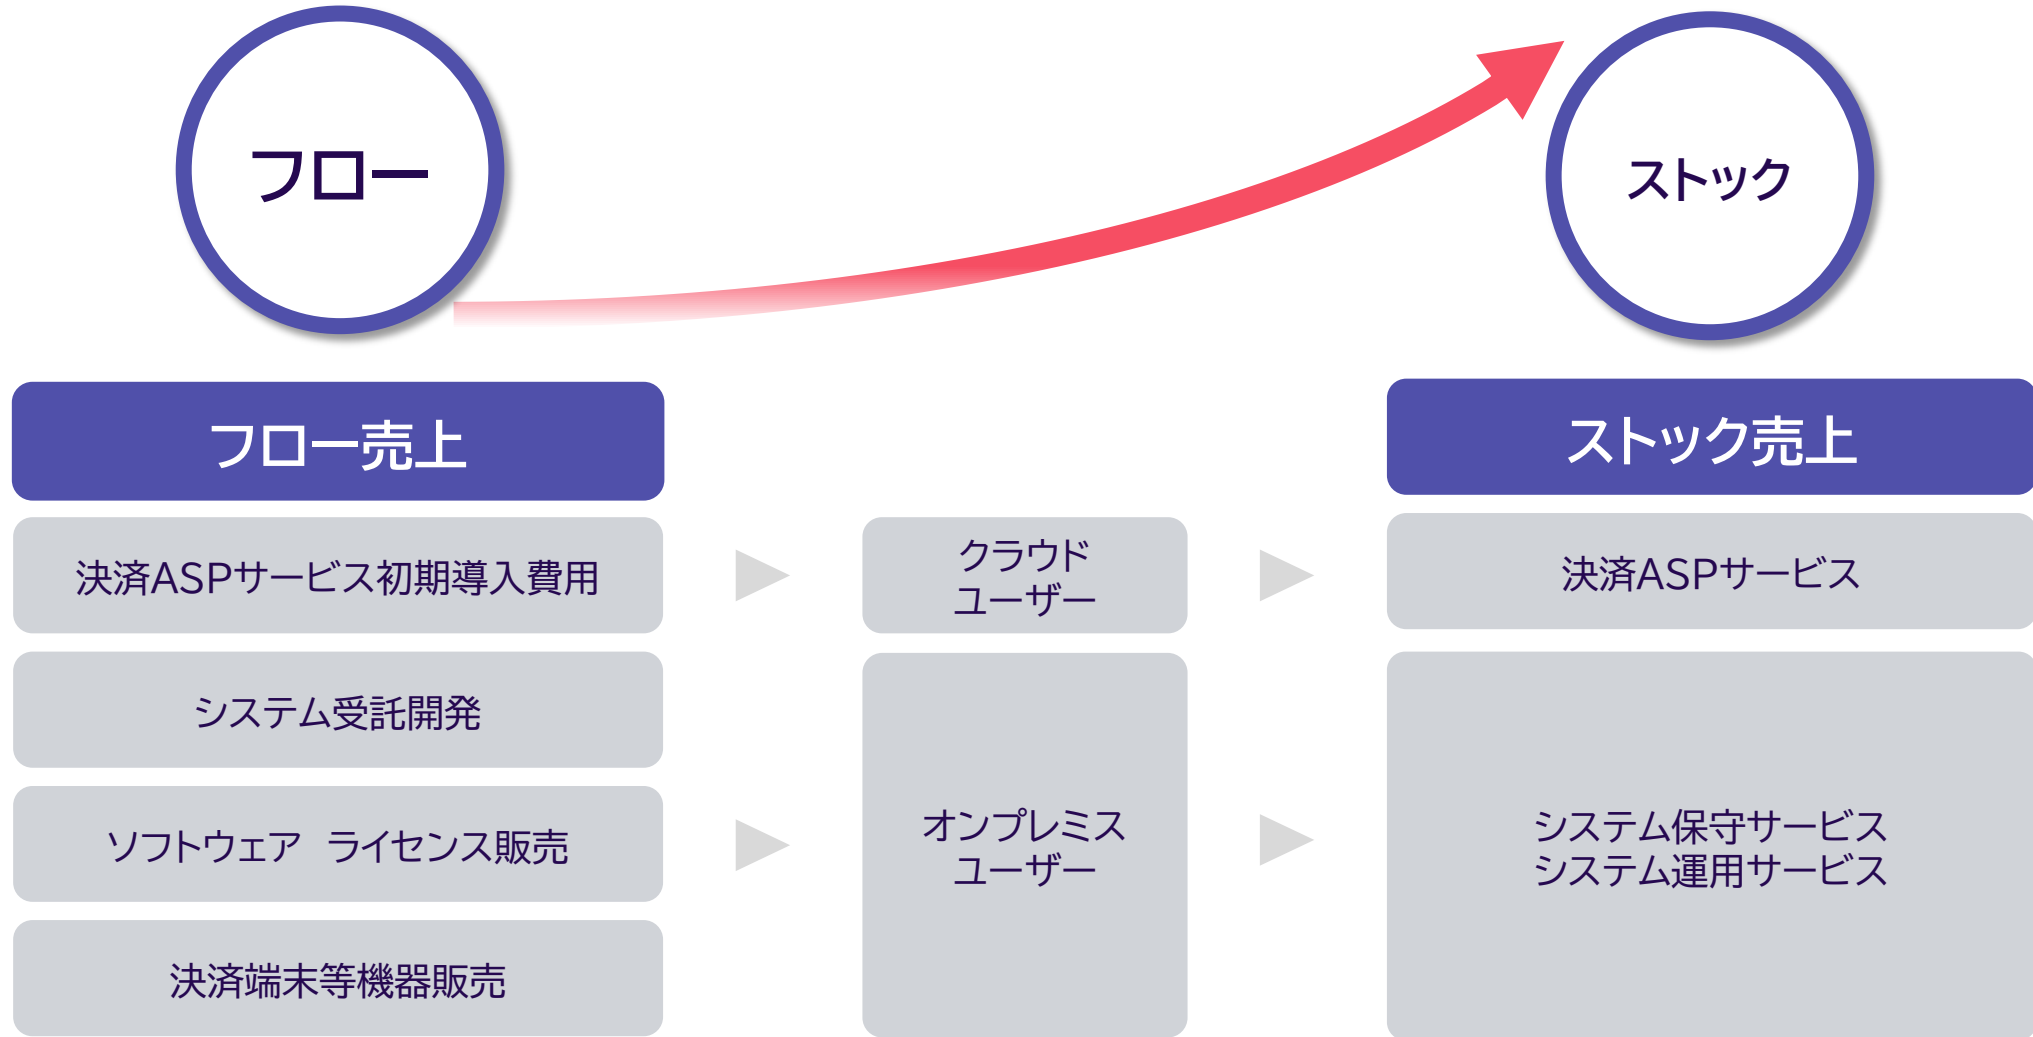 フロー
ストック
フロー売上
ストック売上
決済ASPサービス初期導入費用
クラウド
ユーザー
決済ASPサービス
システム受託開発
ソフトウェア　ライセンス販売
決済端末等機器販売
オンプレミス
ユーザー
システム保守サービス
システム運用サービス